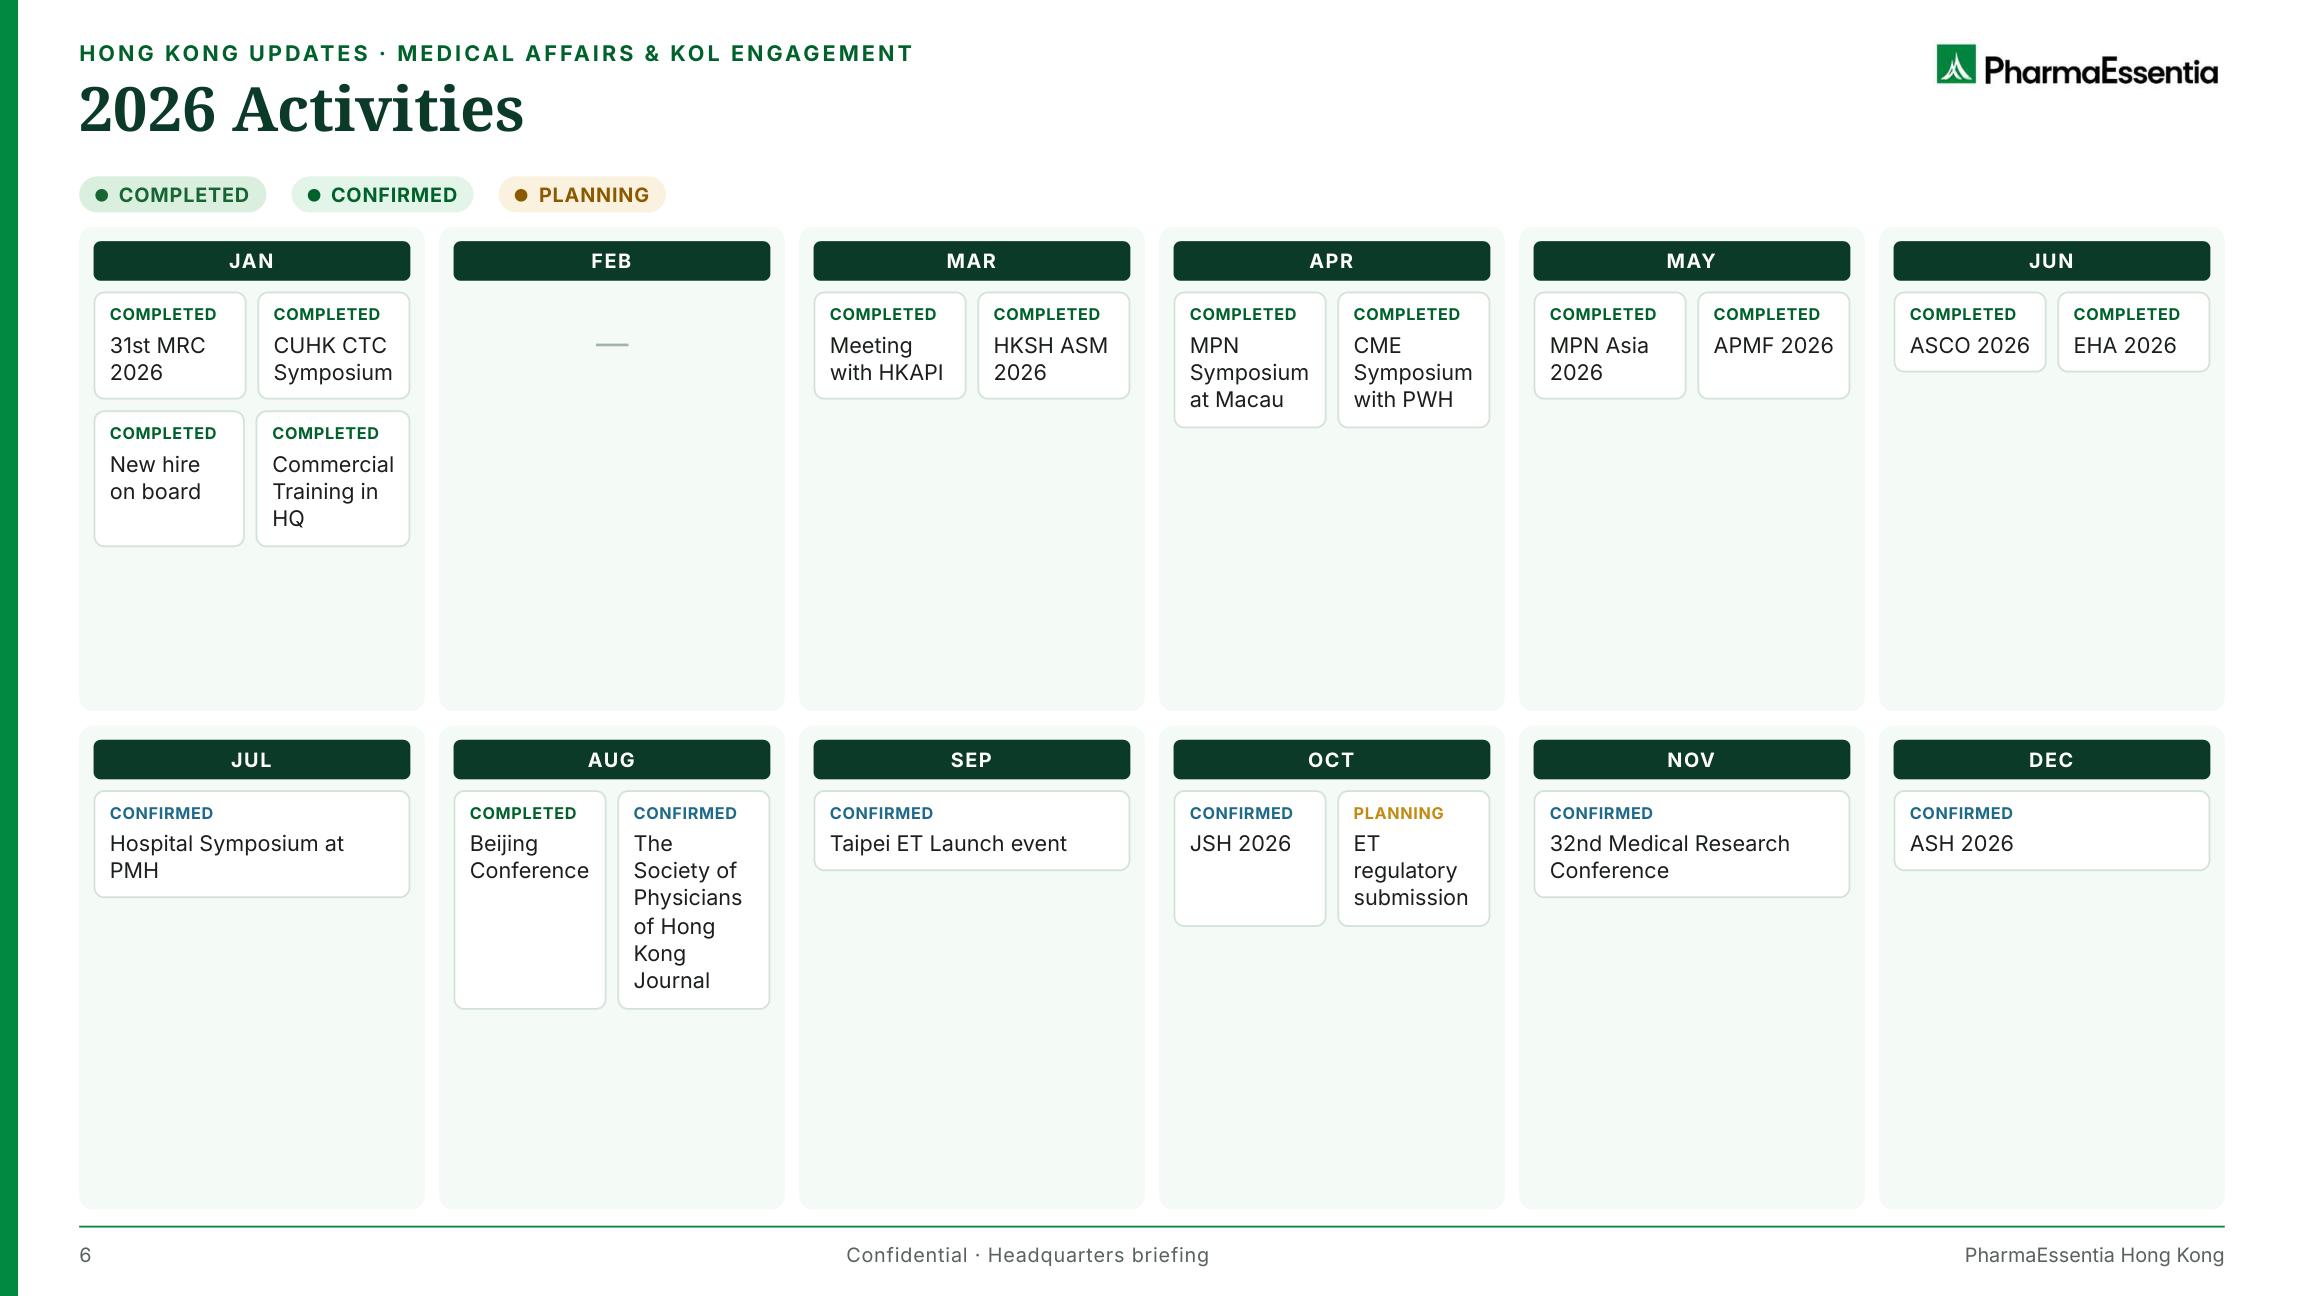 HONG KONG UPDATES · MEDICAL AFFAIRS & KOL ENGAGEMENT
2026 Activities
PharmaEssentia
COMPLETED
CONFIRMED
PLANNING
JAN
COMPLETED
31st MRC
2026
COMPLETED
CUHK CTC
Symposium
COMPLETED
New hire
on board
COMPLETED
Commercial
Training in
HQ
FEB
—
MAR
COMPLETED
Meeting
with HKAPI
COMPLETED
HKSH ASM
2026
APR
COMPLETED
MPN
Symposium
at Macau
COMPLETED
CME
Symposium
with PWH
MAY
COMPLETED
MPN Asia
2026
COMPLETED
APMF 2026
JUN
COMPLETED
ASCO 2026
COMPLETED
EHA 2026
JUL
CONFIRMED
Hospital Symposium at
PMH
AUG
COMPLETED
Beijing
Conference
CONFIRMED
The
Society of
Physicians
of Hong
Kong
Journal
SEP
CONFIRMED
Taipei ET Launch event
OCT
CONFIRMED
JSH 2026
PLANNING
ET
regulatory
submission
NOV
CONFIRMED
32nd Medical Research
Conference
DEC
CONFIRMED
ASH 2026
6
Confidential · Headquarters briefing
PharmaEssentia Hong Kong